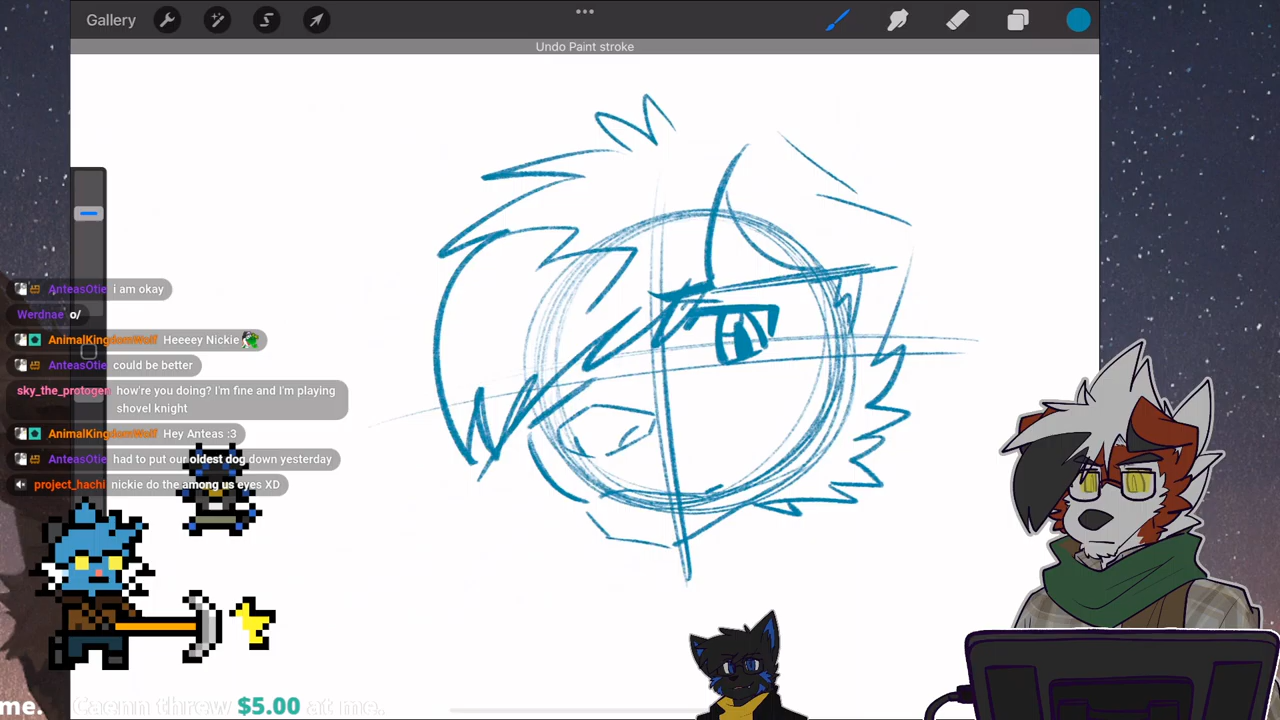 Gallery
Undo Paint stroke
AnteasOtie i am okay
Werdnae o/
AnimalKingdomWolf Heeeey Nickie
AnteasOtie could be better
sky_the_protogen how're you doing? I'm fine and I'm playing
shovel knight
AnimalKingdomWolf Hey Anteas :3
AnteasOtie had to put our oldest dog down yesterday
project_hachi nickie do the among us eyes XD
me. Caenn threw $5.00 at me.